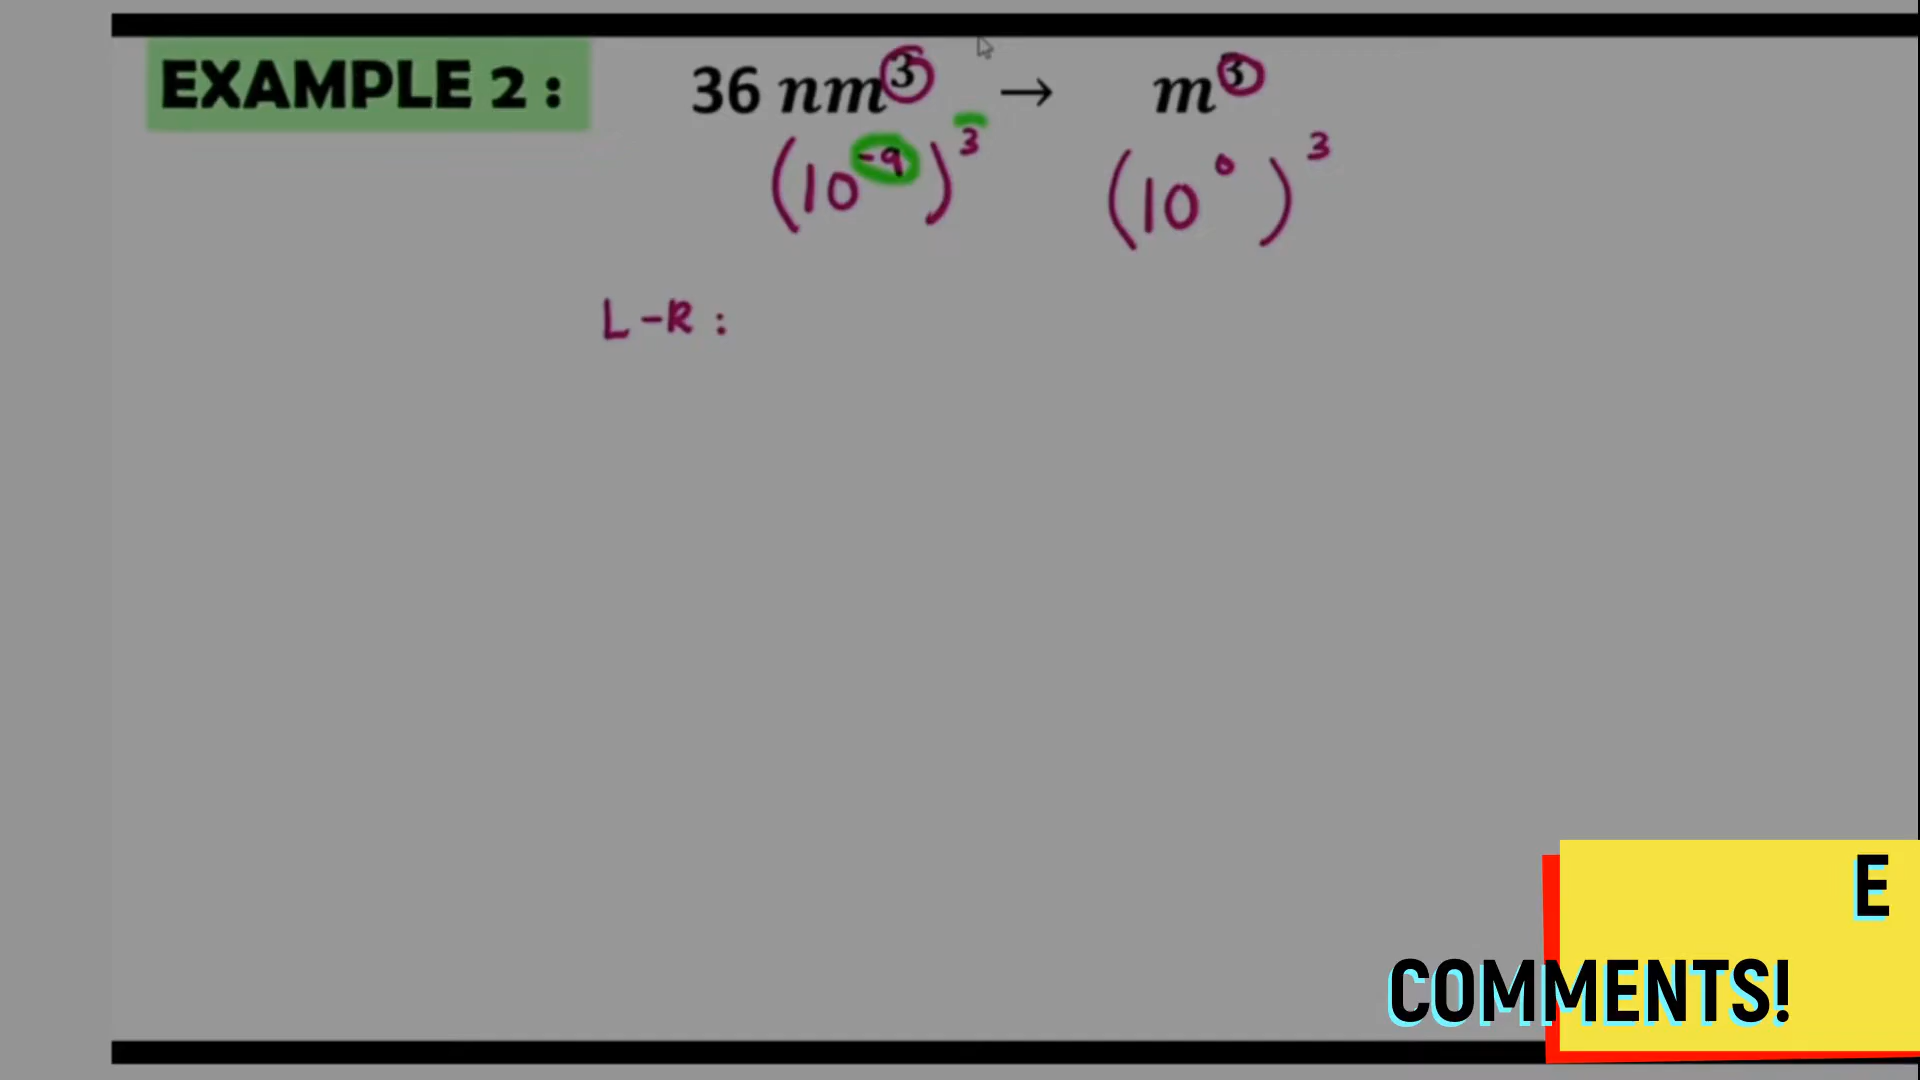 EXAMPLE 2 : 36 nm³ → m³
(10⁻⁹)³ (10⁰)³
L-R :
E
COMMENTS!